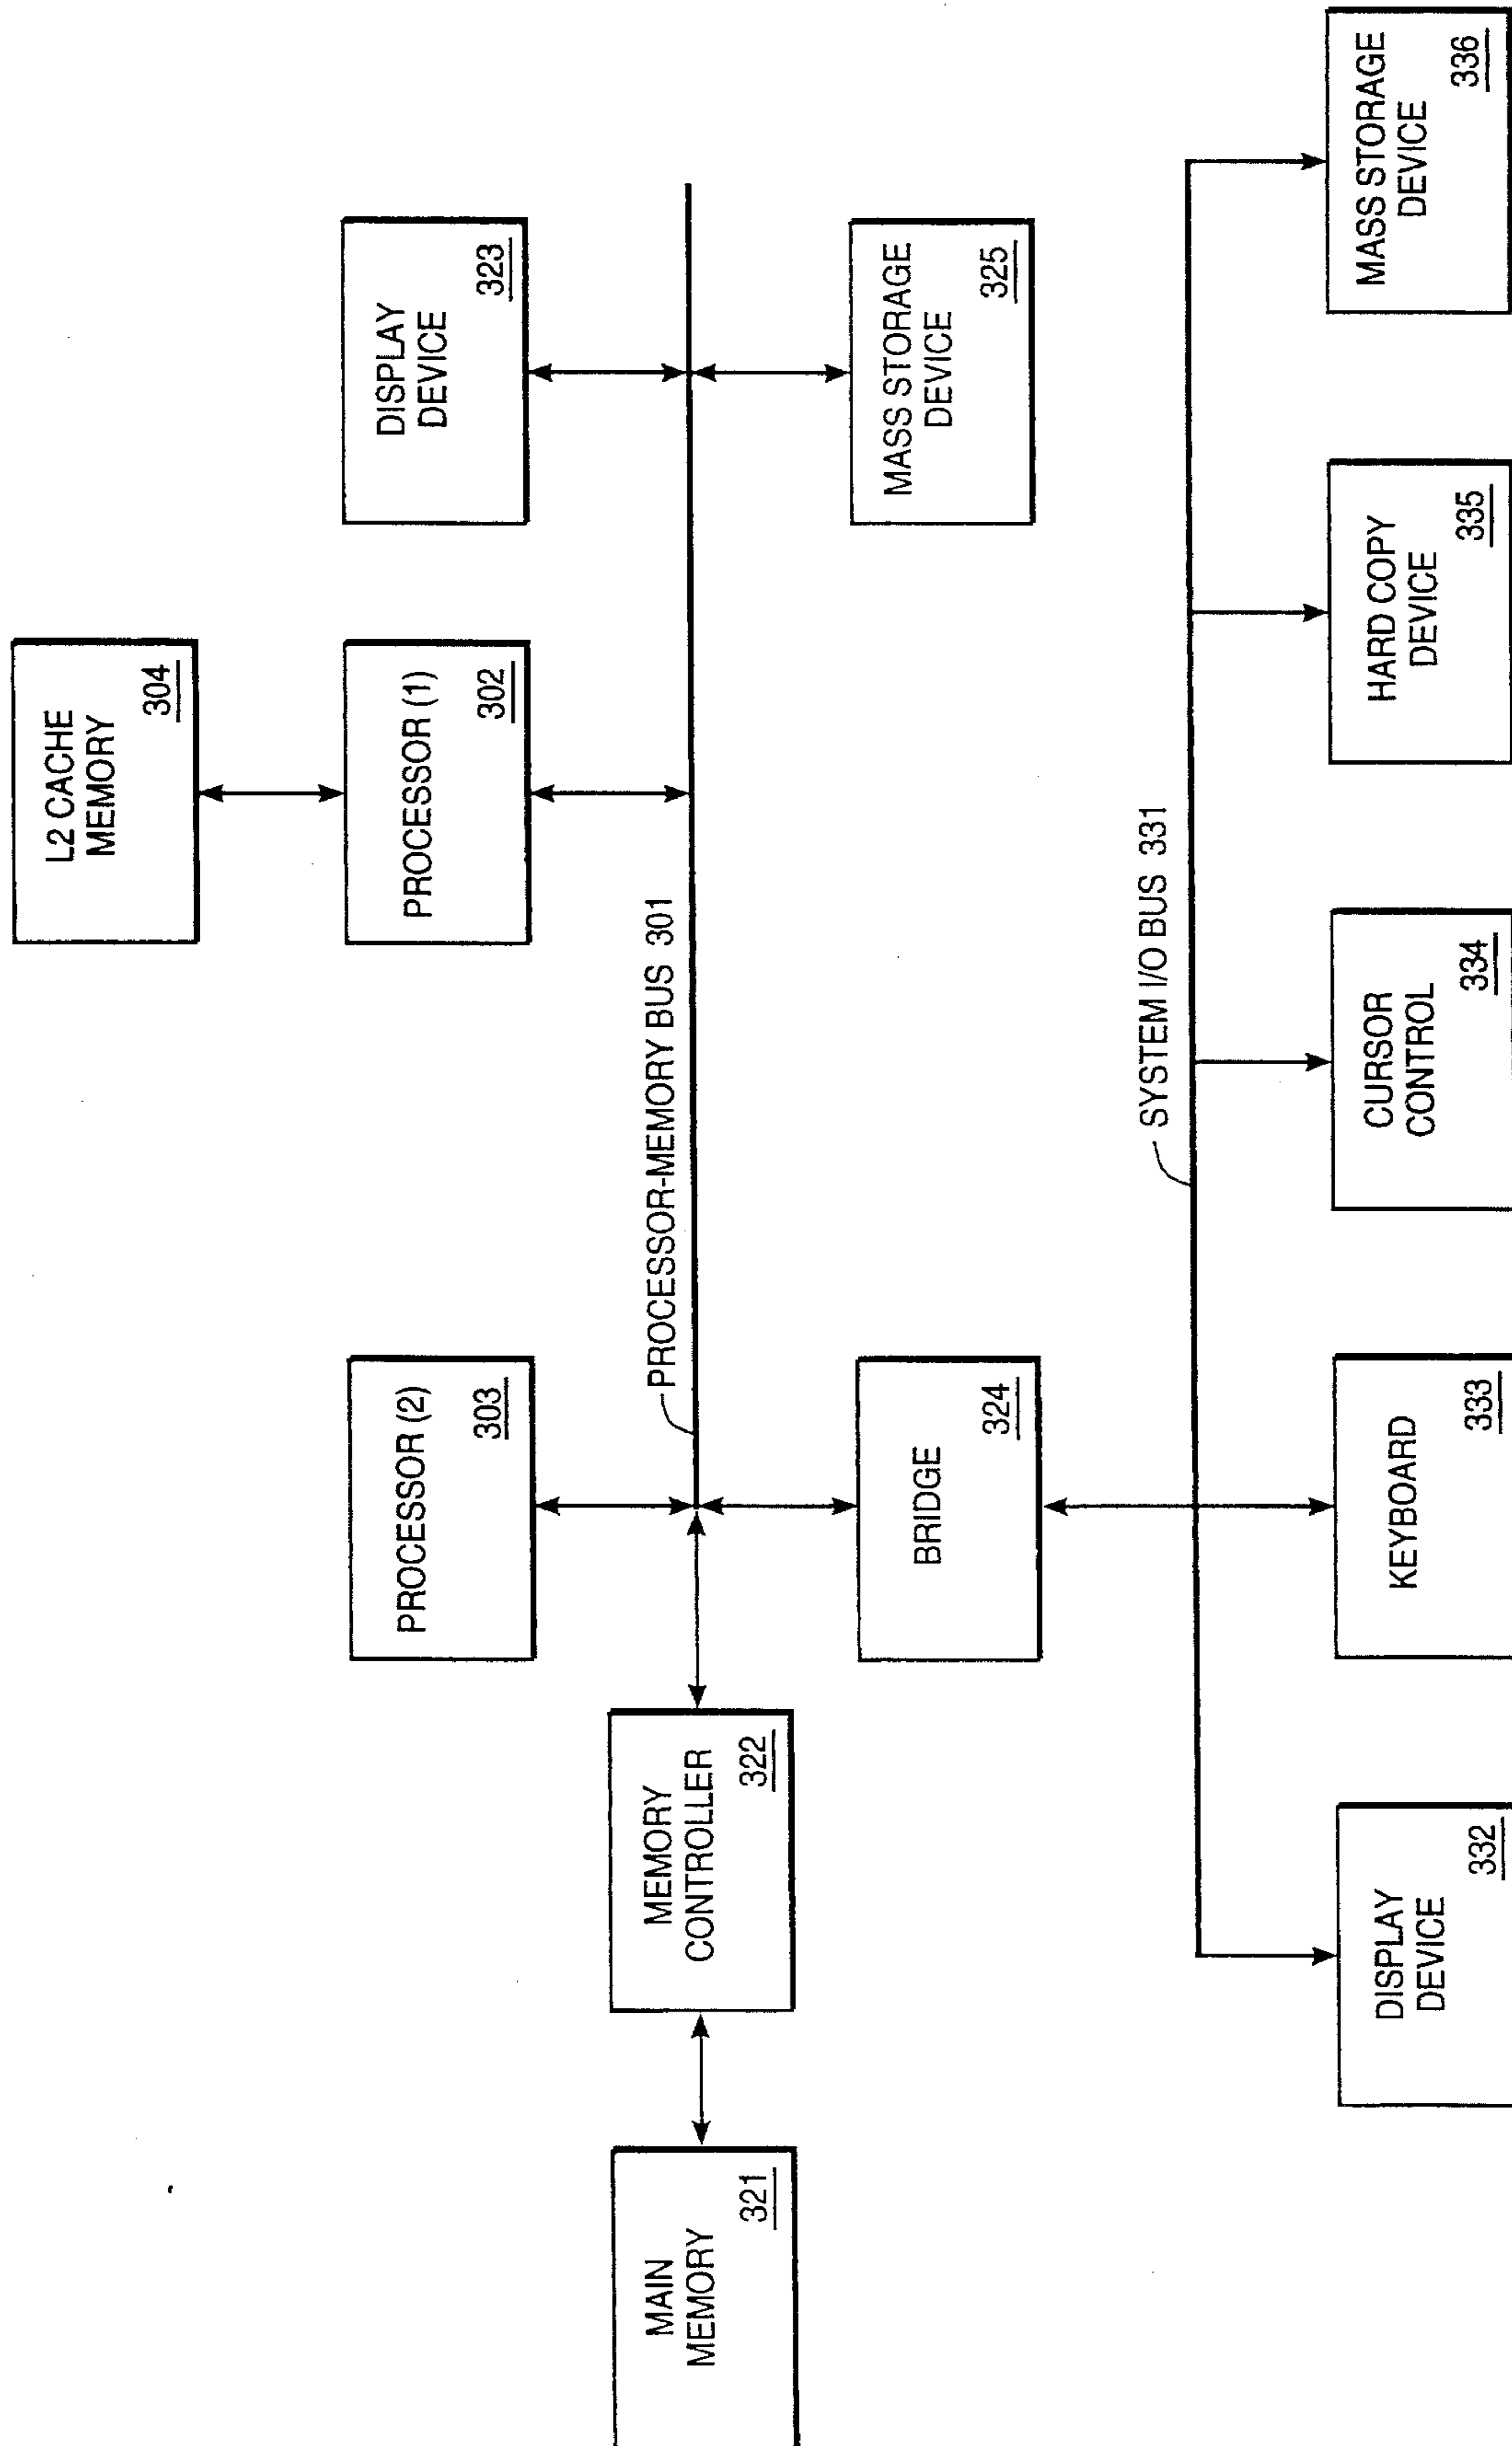 L2 CACHE
MEMORY
304
PROCESSOR (2)
303
PROCESSOR (1)
302
DISPLAY
DEVICE
323
MAIN
MEMORY
321
MEMORY
CONTROLLER
322
PROCESSOR-MEMORY BUS 301
BRIDGE
324
MASS STORAGE
DEVICE
325
SYSTEM I/O BUS 331
DISPLAY
DEVICE
332
KEYBOARD
333
CURSOR
CONTROL
334
HARD COPY
DEVICE
335
MASS STORAGE
DEVICE
336